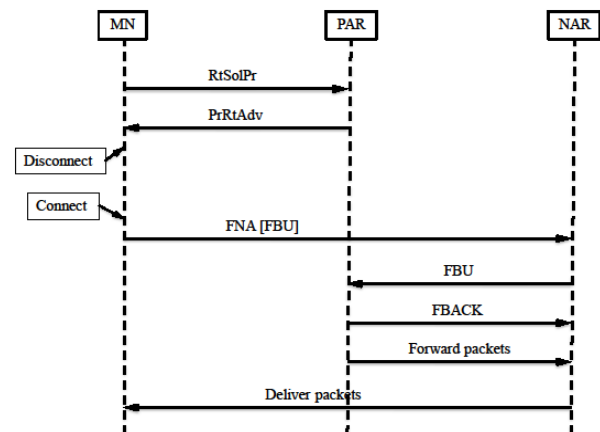 MN
PAR
NAR
RtSolPr
PrRtAdv
Disconnect
Connect
FNA [FBU]
FBU
FBACK
Forward packets
Deliver packets